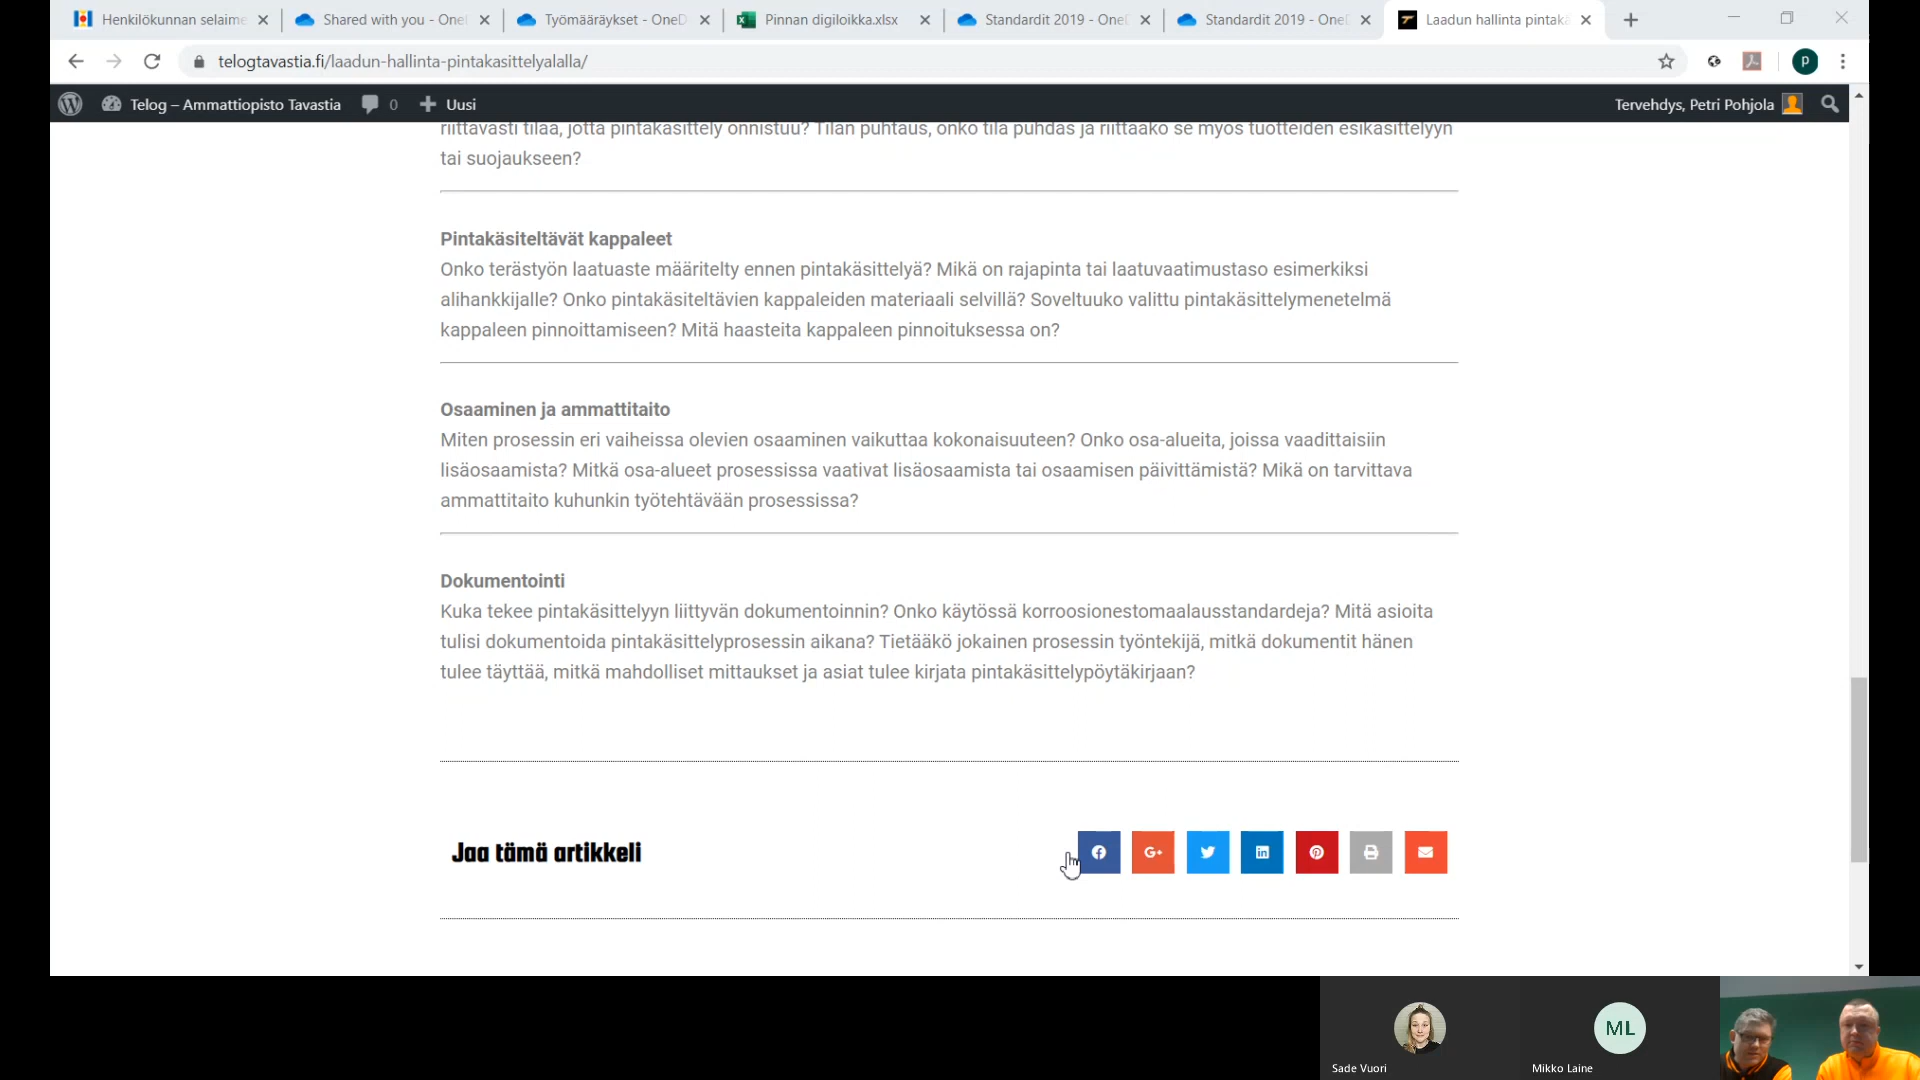 Henkilökunnan selaime
Shared with you - Onel
Työmääräykset - OneD
Pinnan digiloikka.xlsx
Standardit 2019 - OneD
Standardit 2019 - OneD
Laadun hallinta pintakä
telogtavastia.fi/laadun-hallinta-pintakasittelyalalla/
P
Telog – Ammattiopisto Tavastia
0
Uusi
Tervehdys, Petri Pohjola
riittävästi tilaa, jotta pintakäsittely onnistuu? Tilan puhtaus, onko tila puhdas ja riittääkö se myös tuotteiden esikäsittelyyn
tai suojaukseen?
Pintakäsiteltävät kappaleet
Onko terästyön laatuaste määritelty ennen pintakäsittelyä? Mikä on rajapinta tai laatuvaatimustaso esimerkiksi
alihankkijalle? Onko pintakäsiteltävien kappaleiden materiaali selvillä? Soveltuuko valittu pintakäsittelymenetelmä
kappaleen pinnoittamiseen? Mitä haasteita kappaleen pinnoituksessa on?
Osaaminen ja ammattitaito
Miten prosessin eri vaiheissa olevien osaaminen vaikuttaa kokonaisuuteen? Onko osa-alueita, joissa vaadittaisiin
lisäosaamista? Mitkä osa-alueet prosessissa vaativat lisäosaamista tai osaamisen päivittämistä? Mikä on tarvittava
ammattitaito kuhunkin työtehtävään prosessissa?
Dokumentointi
Kuka tekee pintakäsittelyyn liittyvän dokumentoinnin? Onko käytössä korroosionestomaalausstandardeja? Mitä asioita
tulisi dokumentoida pintakäsittelyprosessin aikana? Tietääkö jokainen prosessin työntekijä, mitkä dokumentit hänen
tulee täyttää, mitkä mahdolliset mittaukset ja asiat tulee kirjata pintakäsittelypöytäkirjaan?
Jaa tämä artikkeli
ML
Sade Vuori
Mikko Laine